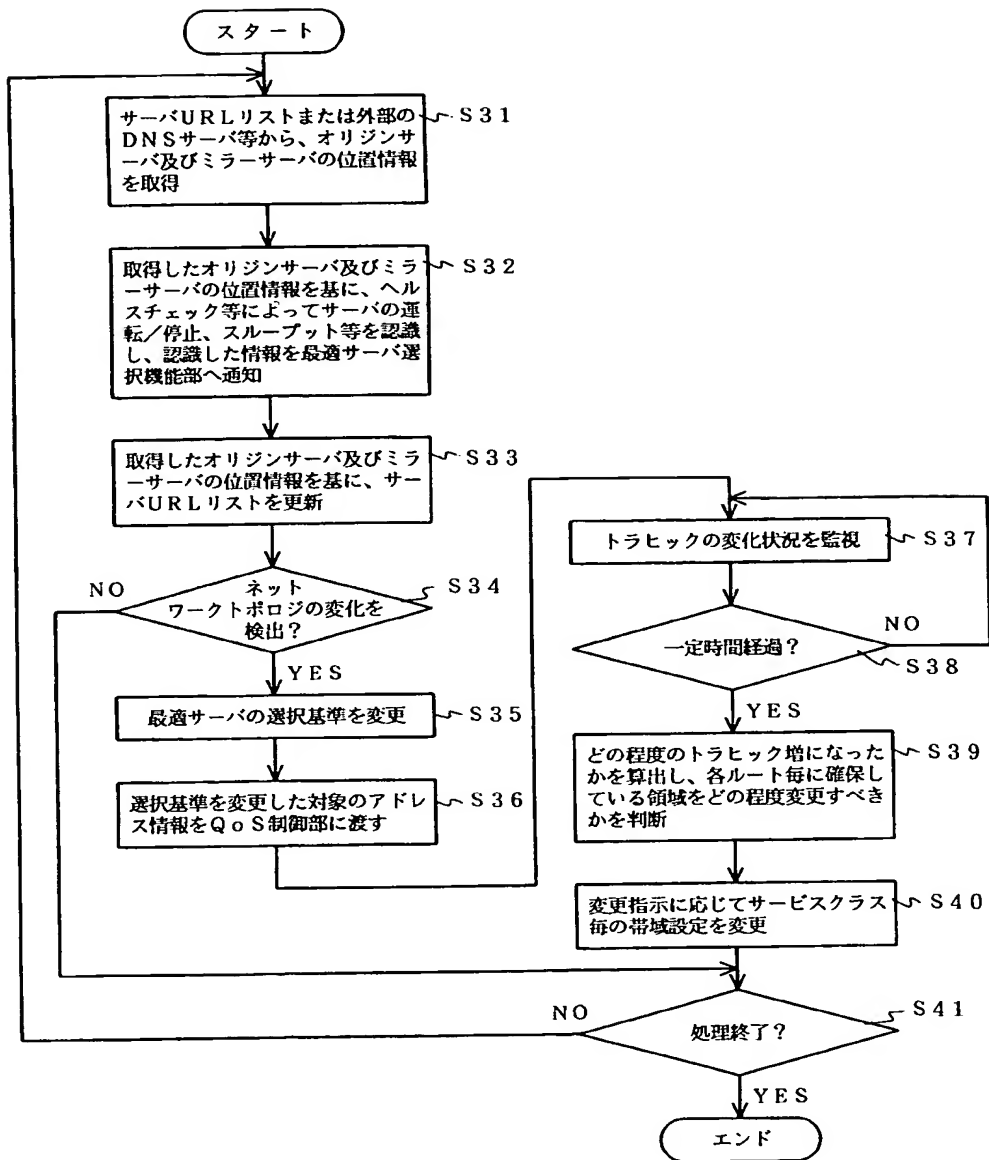 スタート
サーバURLリストまたは外部の
DNSサーバ等から、オリジンサ
ーバ及びミラーサーバの位置情報
を取得
S31
取得したオリジンサーバ及びミラ
ーサーバの位置情報を基に、ヘル
スチェック等によってサーバの運
転/停止、スループット等を認識
し、認識した情報を最適サーバ選
択機能部へ通知
S32
取得したオリジンサーバ及びミラ
ーサーバの位置情報を基に、サー
バURLリストを更新
S33
ネット
ワークトポロジの変化を
検出?
S34
NO
YES
最適サーバの選択基準を変更
S35
選択基準を変更した対象のアドレ
ス情報をQoS制御部に渡す
S36
トラヒックの変化状況を監視
S37
一定時間経過?
NO
S38
YES
どの程度のトラヒック増になった
かを算出し、各ルート毎に確保し
ている領域をどの程度変更すべき
かを判断
S39
変更指示に応じてサービスクラス
毎の帯域設定を変更
S40
NO
処理終了?
S41
YES
エンド